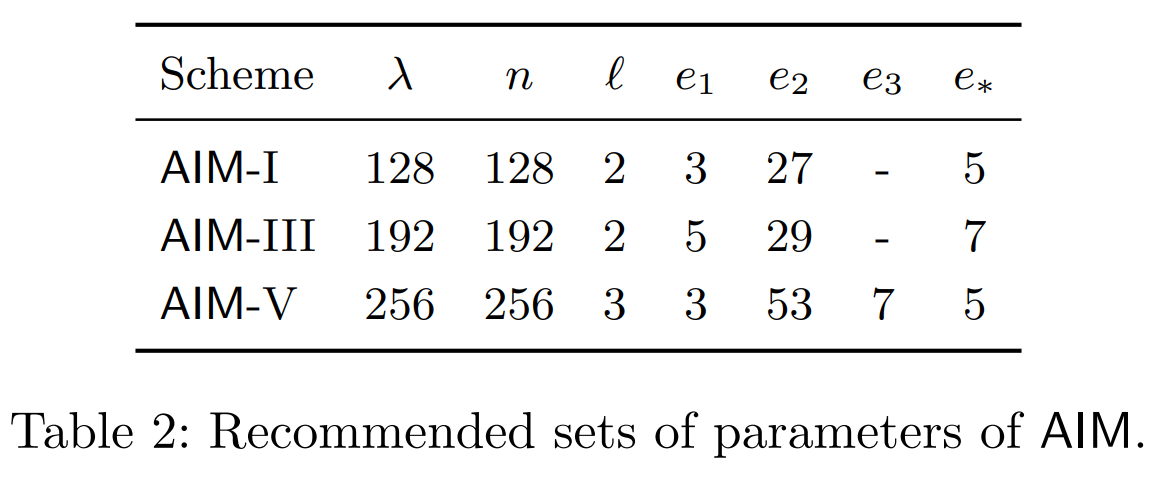 Scheme λ n ℓ e₁ e₂ e₃ e∗
AIM-I 128 128 2 3 27 - 5
AIM-III 192 192 2 5 29 - 7
AIM-V 256 256 3 3 53 7 5
Table 2: Recommended sets of parameters of AIM.